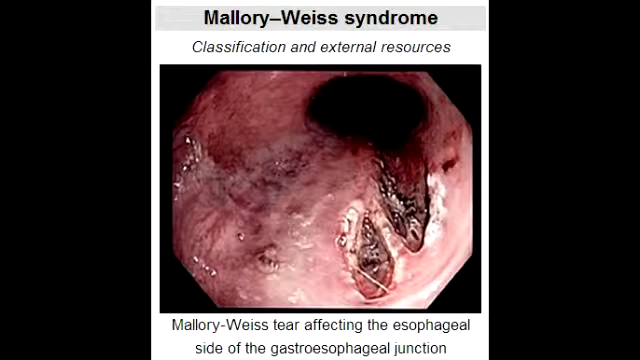 Mallory–Weiss syndrome
Classification and external resources
Mallory-Weiss tear affecting the esophageal
side of the gastroesophageal junction